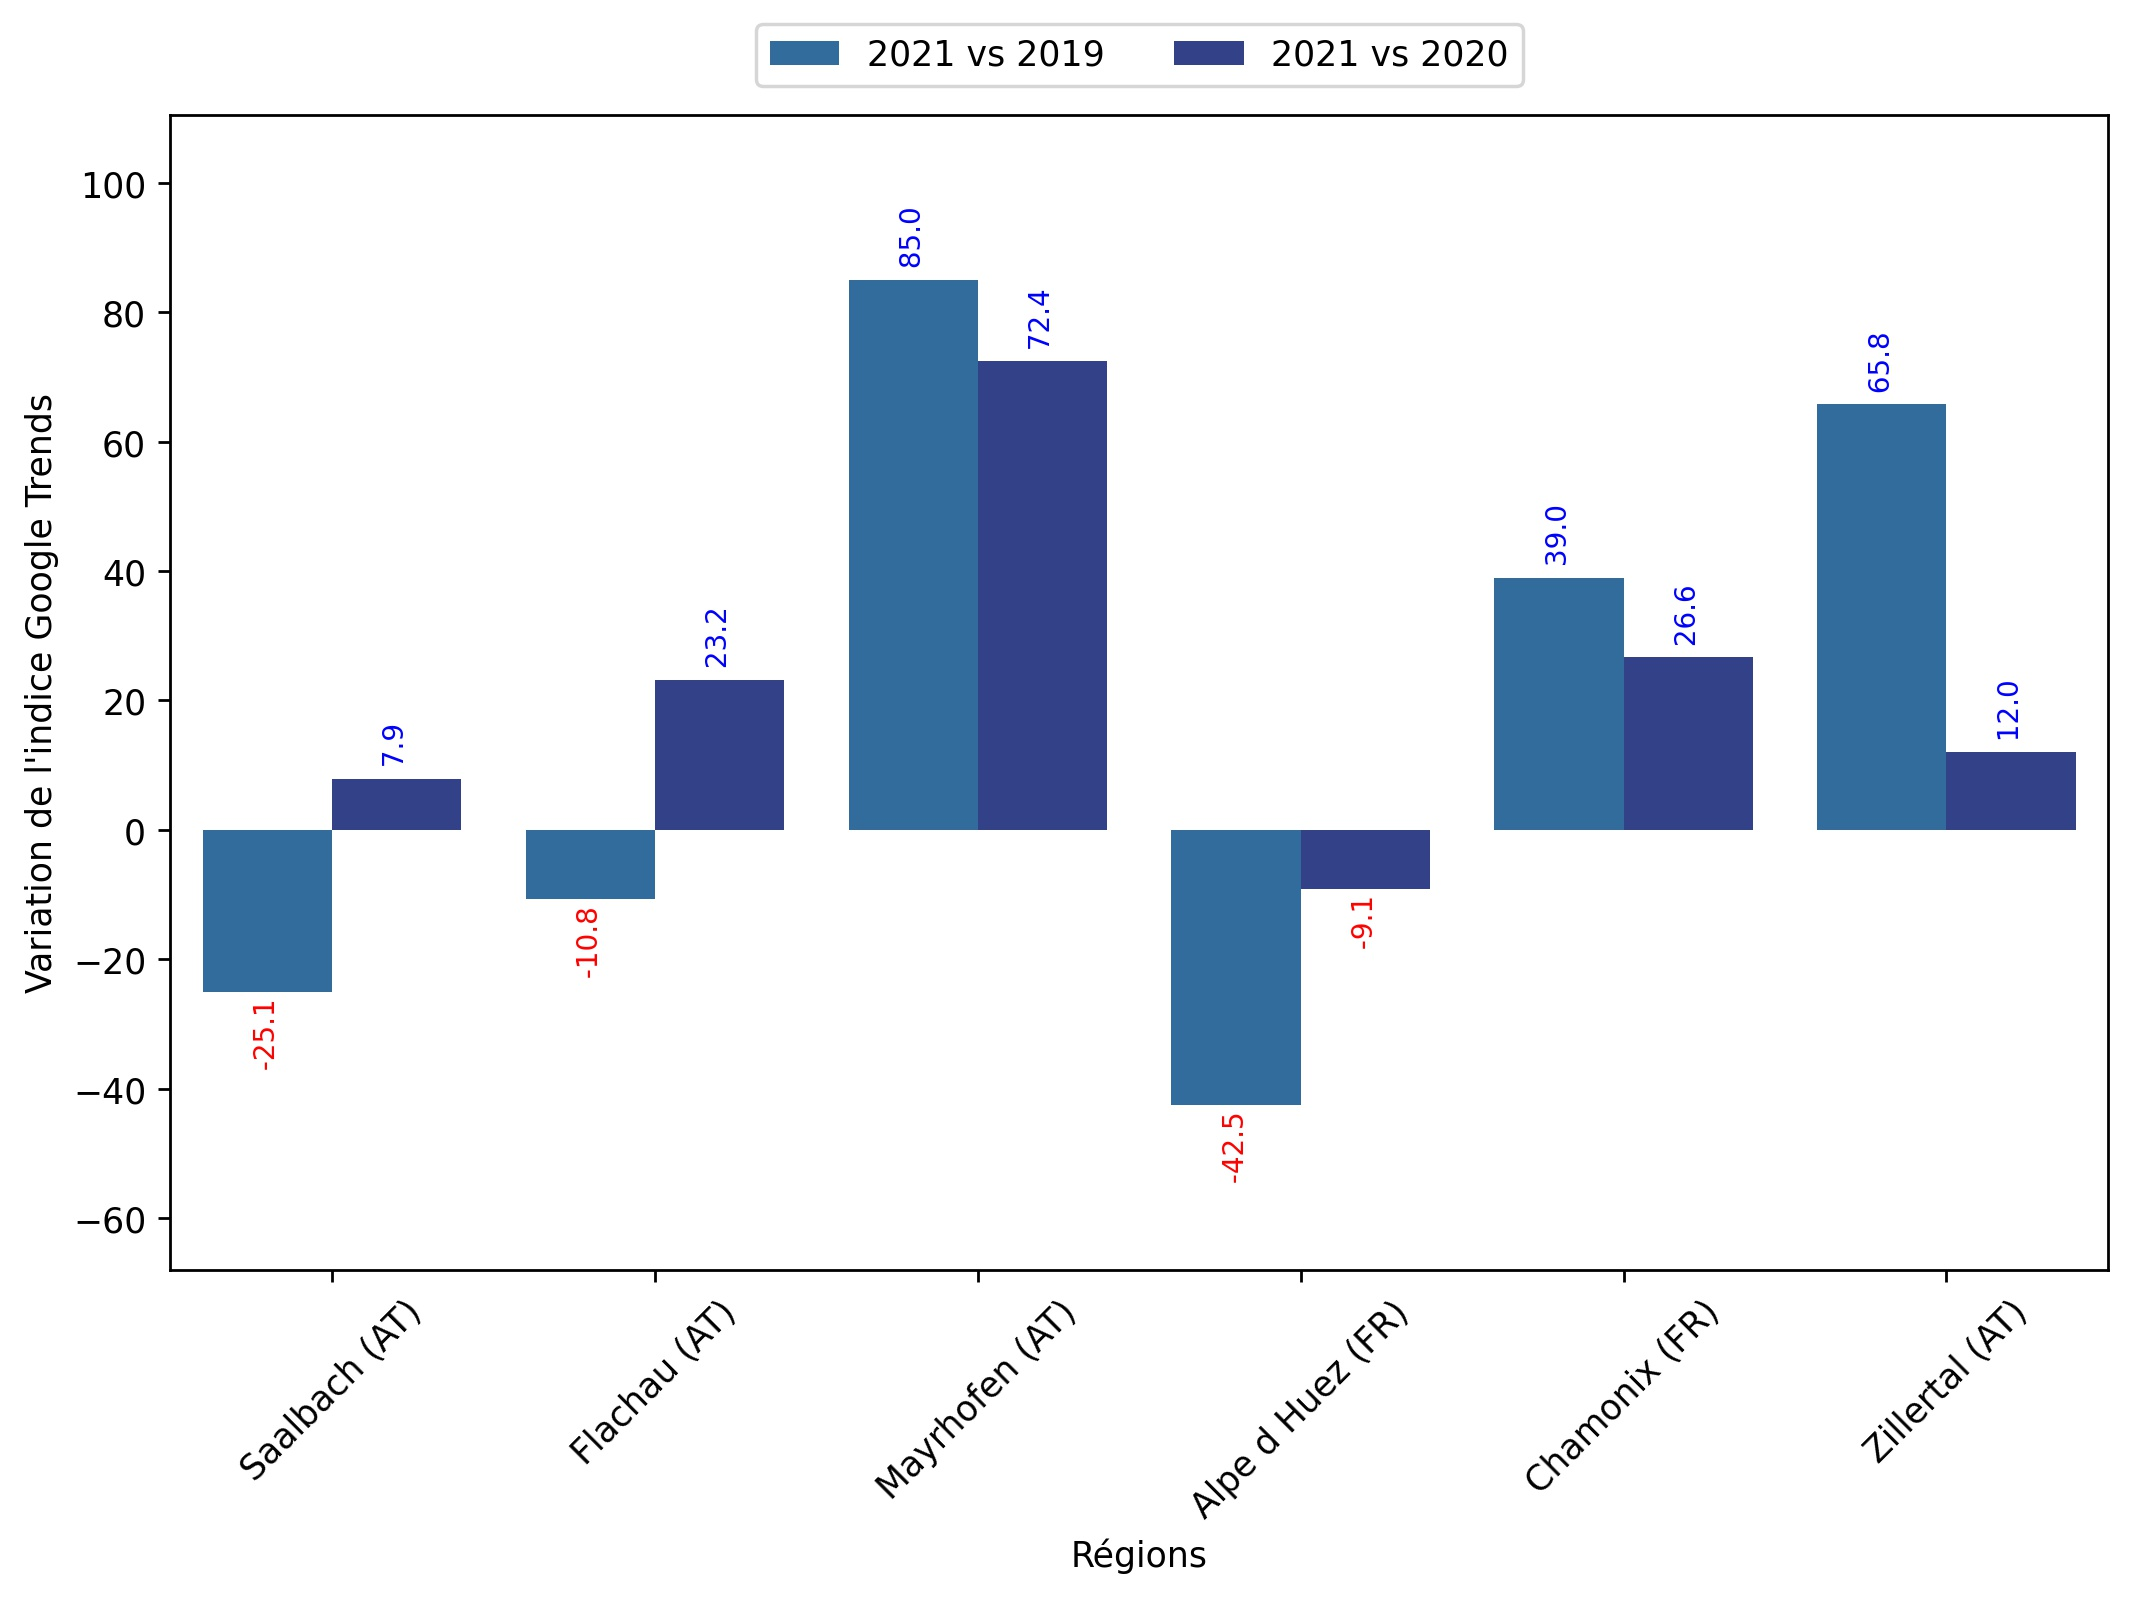 2021 vs 2019
2021 vs 2020
Variation de l'indice Google Trends
100
80
60
40
20
0
−20
−40
−60
-25.1
7.9
-10.8
23.2
85.0
72.4
-42.5
-9.1
39.0
26.6
65.8
12.0
Saalbach (AT)
Flachau (AT)
Mayrhofen (AT)
Alpe d Huez (FR)
Chamonix (FR)
Zillertal (AT)
Régions